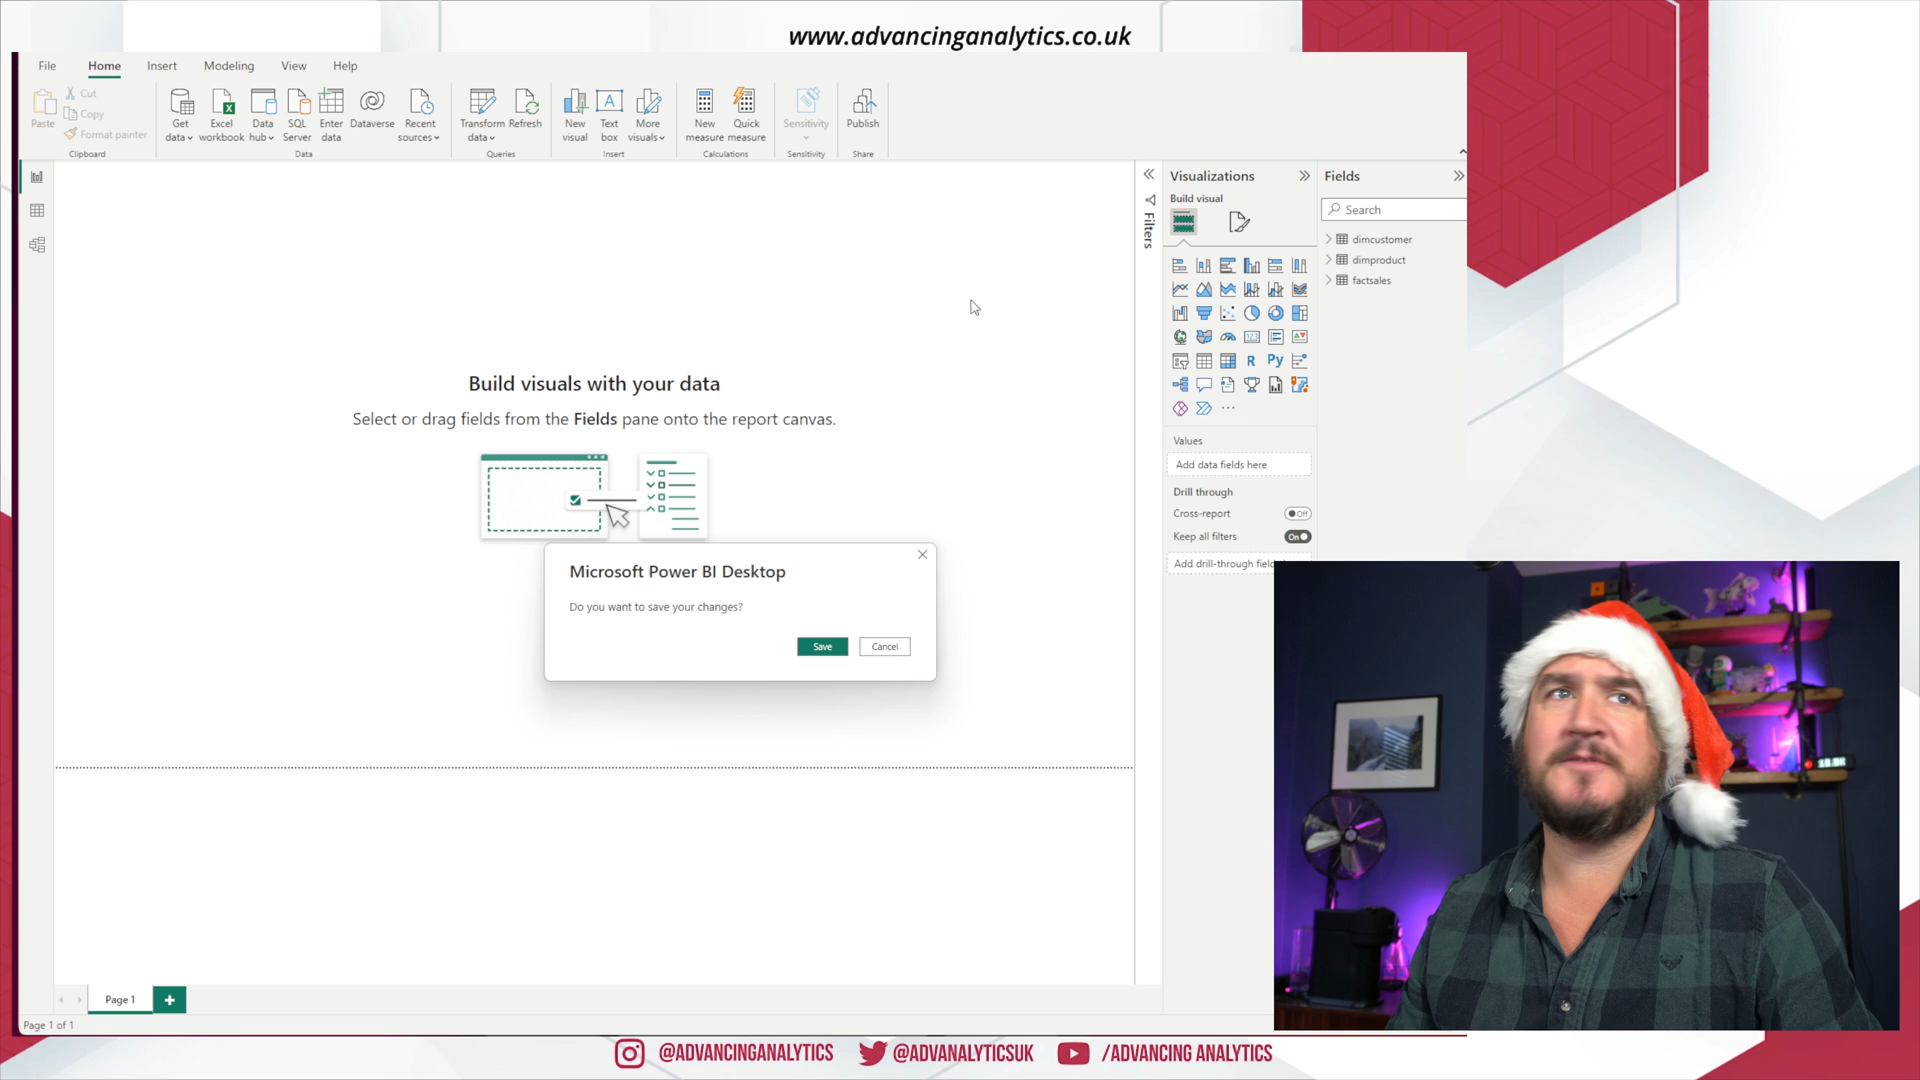 www.advancinganalytics.co.uk
File Home Insert Modeling View Help
Paste
Cut
Copy
Format painter
Clipboard
Get data
Excel workbook
Data hub
SQL Server
Enter data
Dataverse
Recent sources
Data
Transform data
Refresh
Queries
New visual
Text box
More visuals
Insert
New measure
Quick measure
Calculations
Sensitivity
Sensitivity
Publish
Share
Filters
Visualizations
Build visual
R Py
123
Values
Add data fields here
Drill through
Cross-report Off
Keep all filters On
Add drill-through field
Fields
Search
dimcustomer
dimproduct
factsales
Build visuals with your data
Select or drag fields from the Fields pane onto the report canvas.
Microsoft Power BI Desktop
Do you want to save your changes?
Save Cancel
Page 1
Page 1 of 1
@ADVANCINGANALYTICS @ADVANALYTICSUK /ADVANCING ANALYTICS